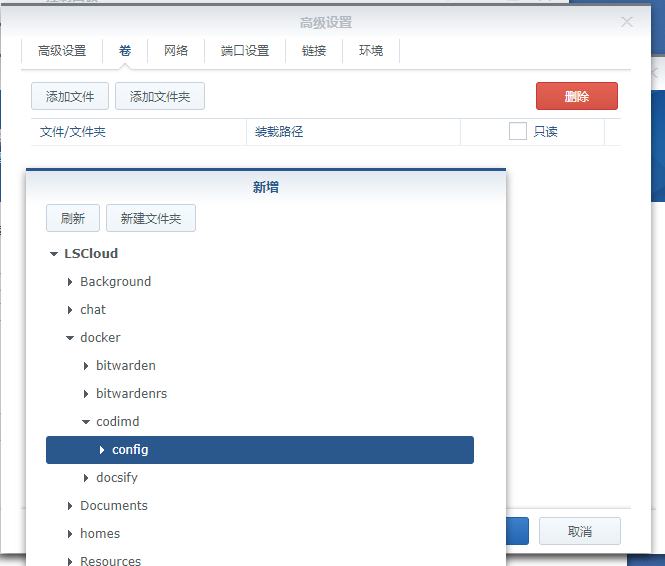 高级设置
高级设置 卷 网络 端口设置 链接 环境
添加文件 添加文件夹 删除
文件/文件夹 装载路径 只读
新增
刷新 新建文件夹
LSCloud
Background
chat
docker
bitwarden
bitwardenrs
codimd
config
docsify
Documents
homes
Resources
取消